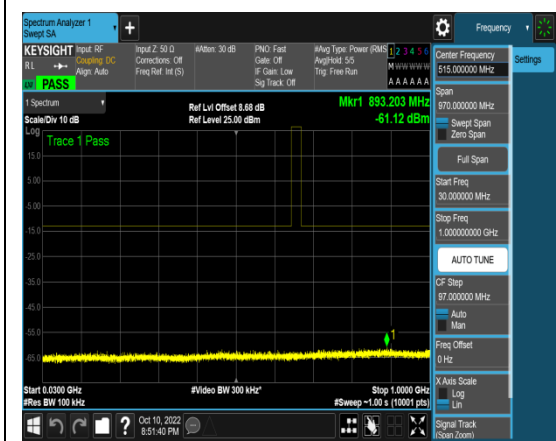 Spectrum Analyzer 1
Swept SA
+
Frequency
KEYSIGHT
Input: RF
Coupling: DC
Align: Auto
RL
PASS
Input Z: 50 Ω
Corrections: Off
Freq Ref: Int (S)
#Atten: 30 dB
PNO: Fast
Gate: Off
IF Gain: Low
Sig Track: Off
#Avg Type: Power (RMS
Avg|Hold: 5/5
Trig: Free Run
1 2 3 4 5 6
M W W W W W
A A A A A A
1 Spectrum
Scale/Div 10 dB
Ref Lvl Offset 8.68 dB
Ref Level 25.00 dBm
Mkr1 893.203 MHz
-61.12 dBm
Log
Trace 1 Pass
15.0
5.00
-5.00
-15.0
-25.0
-35.0
-45.0
-55.0
-65.0
1
Start 0.0300 GHz
#Res BW 100 kHz
#Video BW 300 kHz*
Stop 1.0000 GHz
#Sweep ~1.00 s (10001 pts)
Center Frequency
515.000000 MHz
Settings
Span
970.000000 MHz
Swept Span
Zero Span
Full Span
Start Freq
30.000000 MHz
Stop Freq
1.000000000 GHz
AUTO TUNE
CF Step
97.000000 MHz
Auto
Man
Freq Offset
0 Hz
X Axis Scale
Log
Lin
Signal Track
(Span Zoom)
?
Oct 10, 2022
8:51:40 PM